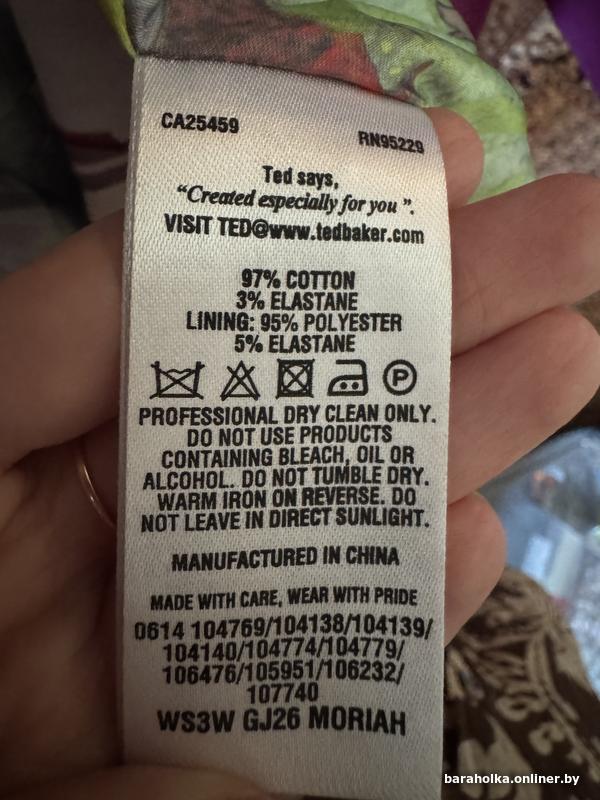 CA25459
RN95229
Ted says,
“Created especially for you ”.
VISIT TED@www.tedbaker.com
97% COTTON
3% ELASTANE
LINING: 95% POLYESTER
5% ELASTANE
P
PROFESSIONAL DRY CLEAN ONLY.
DO NOT USE PRODUCTS
CONTAINING BLEACH, OIL OR
ALCOHOL. DO NOT TUMBLE DRY.
WARM IRON ON REVERSE. DO
NOT LEAVE IN DIRECT SUNLIGHT.
MANUFACTURED IN CHINA
MADE WITH CARE, WEAR WITH PRIDE
0614 104769/104138/104139/
104140/104774/104779/
106476/105951/106232/
107740
WS3W GJ26 MORIAH
baraholka.onliner.by